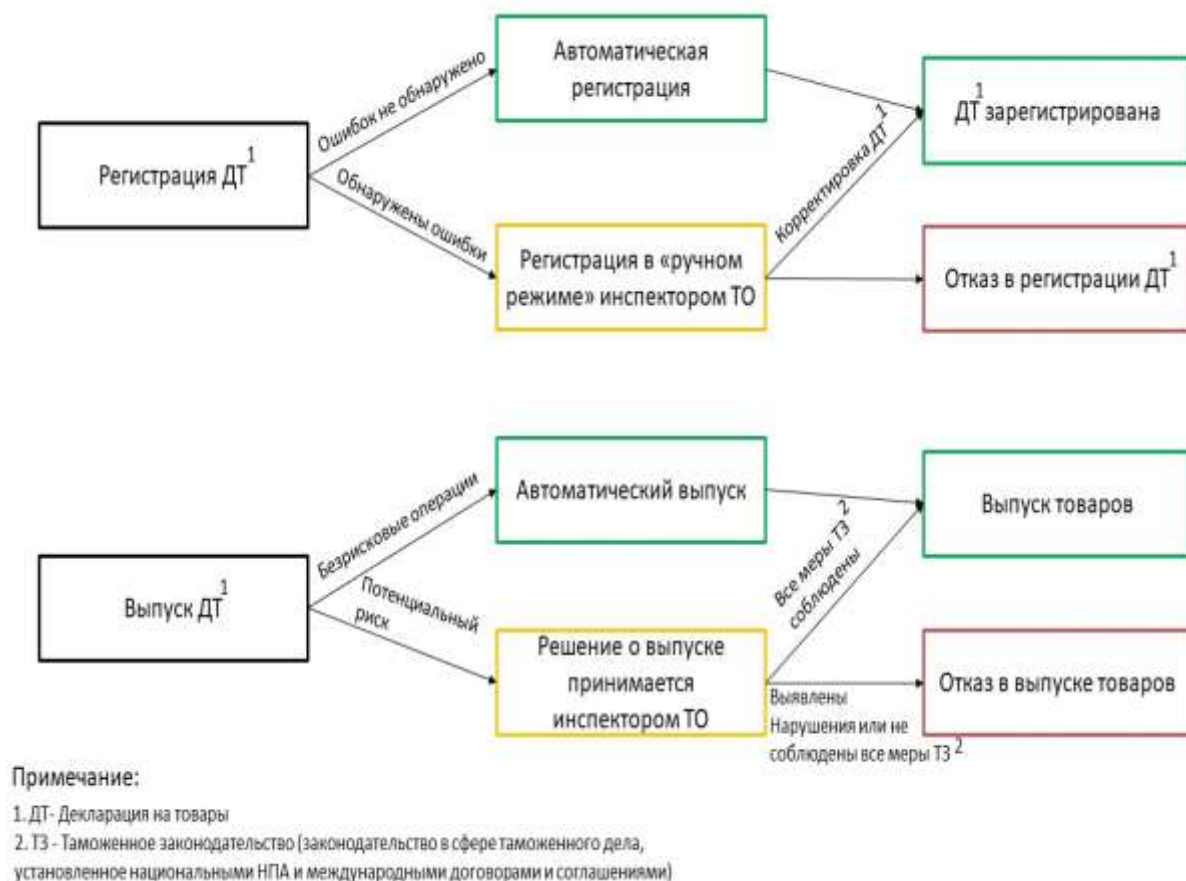 Регистрация ДТ1
Ошибок не обнаружено
Обнаружены ошибки
Автоматическая
регистрация
Регистрация в «ручном
режиме» инспектором ТО
Корректировка ДТ1
ДТ1 зарегистрирована
Отказ в регистрации ДТ1
Выпуск ДТ1
Безрисковые операции
Потенциальный
риск
Автоматический выпуск
Решение о выпуске
принимается
инспектором ТО
Все меры ТЗ2
соблюдены
Выявлены
Нарушения или не
соблюдены все меры ТЗ2
Выпуск товаров
Отказ в выпуске товаров
Примечание:
1. ДТ- Декларация на товары
2. ТЗ - Таможенное законодательство (законодательство в сфере таможенного дела,
установленное национальными НПА и международными договорами и соглашениями)